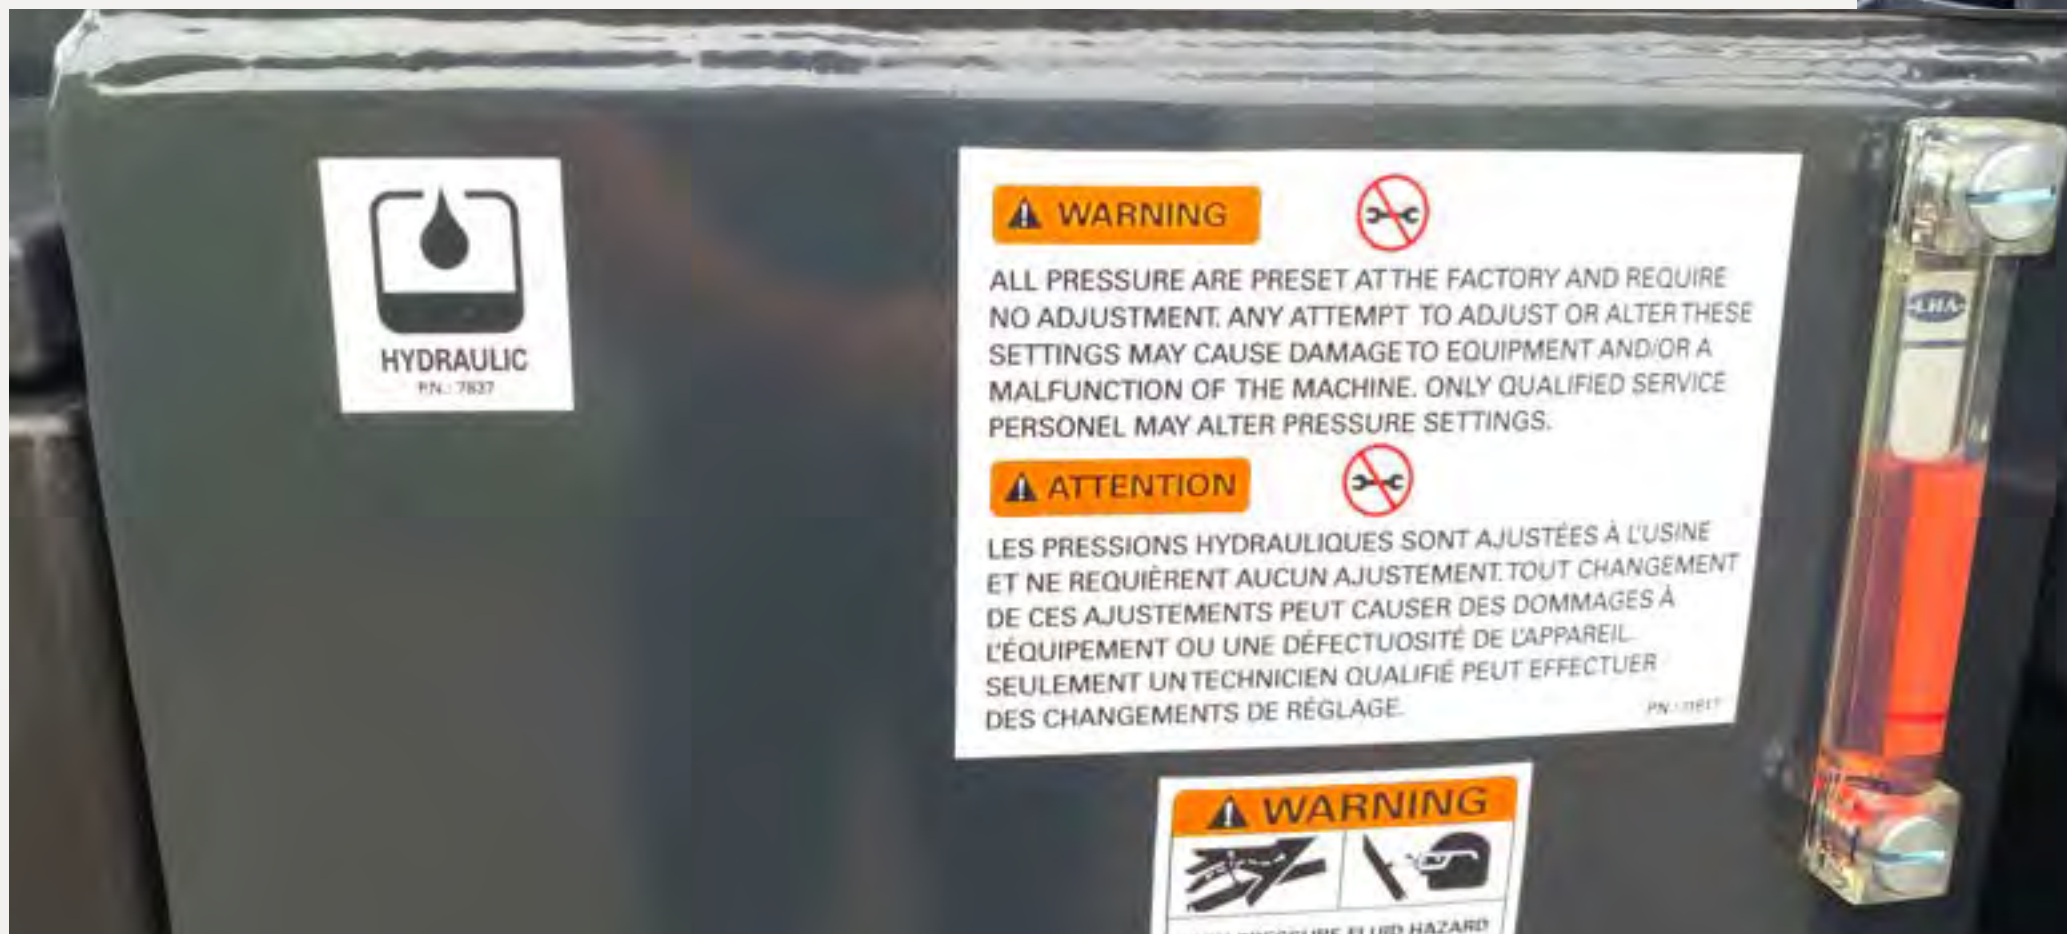 HYDRAULIC
P.N.: 7837
WARNING
ALL PRESSURE ARE PRESET AT THE FACTORY AND REQUIRE
NO ADJUSTMENT. ANY ATTEMPT TO ADJUST OR ALTER THESE
SETTINGS MAY CAUSE DAMAGE TO EQUIPMENT AND/OR A
MALFUNCTION OF THE MACHINE. ONLY QUALIFIED SERVICE
PERSONEL MAY ALTER PRESSURE SETTINGS.
ATTENTION
LES PRESSIONS HYDRAULIQUES SONT AJUSTÉES À L'USINE
ET NE REQUIÈRENT AUCUN AJUSTEMENT. TOUT CHANGEMENT
DE CES AJUSTEMENTS PEUT CAUSER DES DOMMAGES À
L'ÉQUIPEMENT OU UNE DÉFECTUOSITÉ DE L'APPAREIL.
SEULEMENT UN TECHNICIEN QUALIFIÉ PEUT EFFECTUER
DES CHANGEMENTS DE RÉGLAGE.
PN.:
LHA
WARNING
PRESSURE FLUID HAZARD